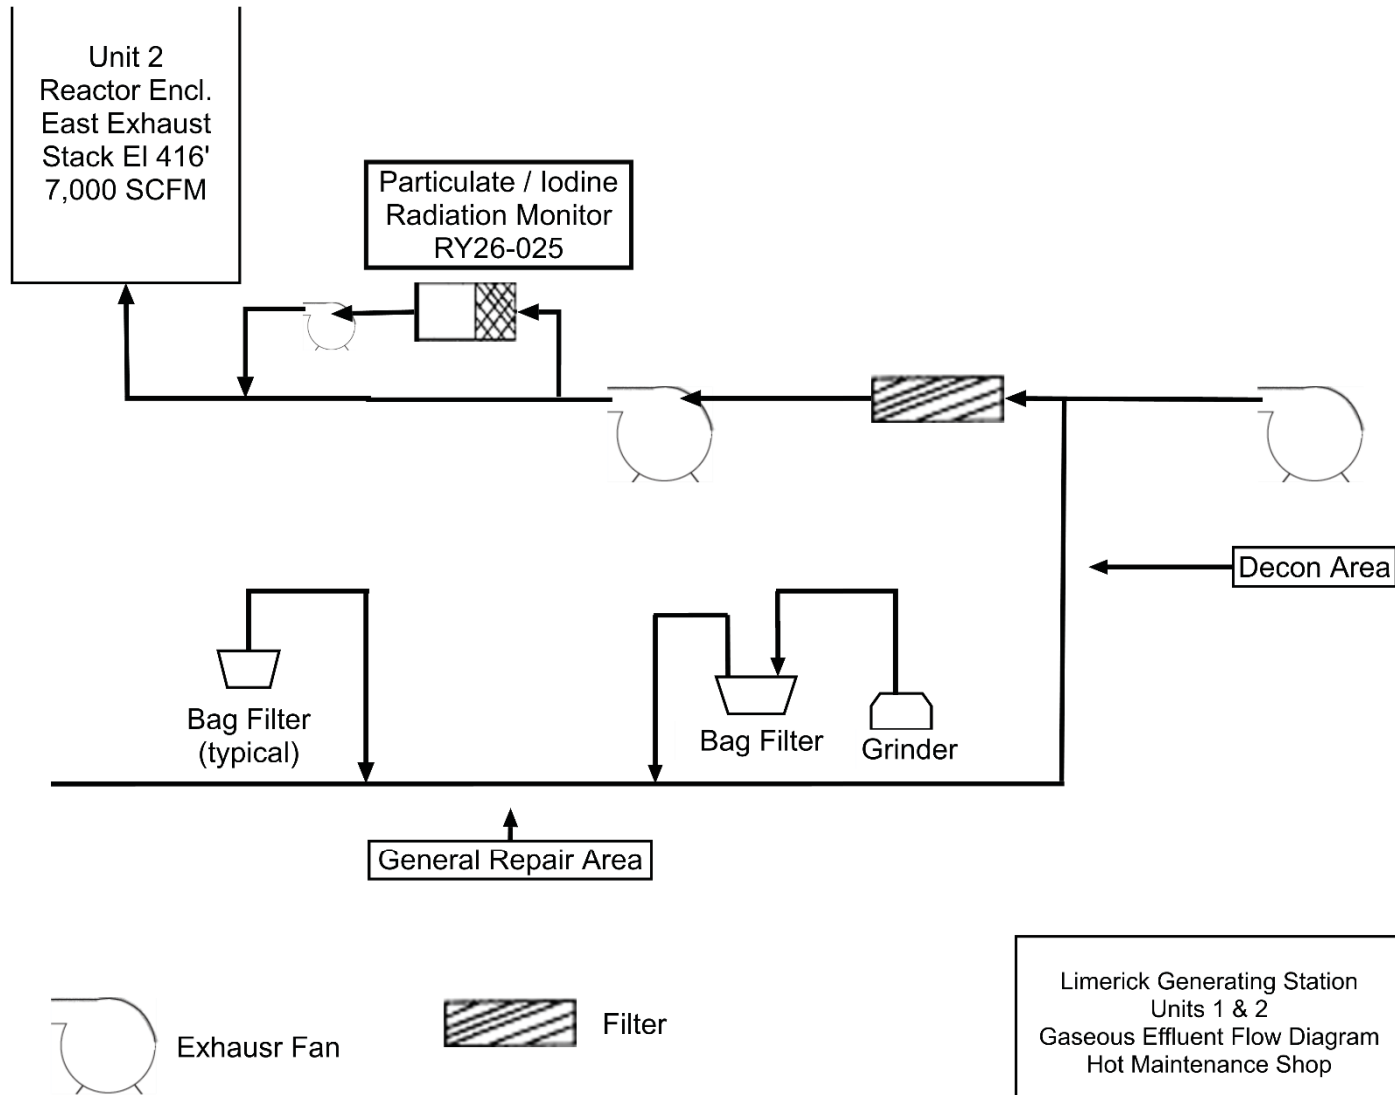 Unit 2
Reactor Encl.
East Exhaust
Stack El 416'
7,000 SCFM
Particulate / Iodine
Radiation Monitor
RY26-025
Decon Area
Bag Filter
(typical)
Bag Filter
Grinder
General Repair Area
Exhausr Fan
Filter
Limerick Generating Station
Units 1 & 2
Gaseous Effluent Flow Diagram
Hot Maintenance Shop